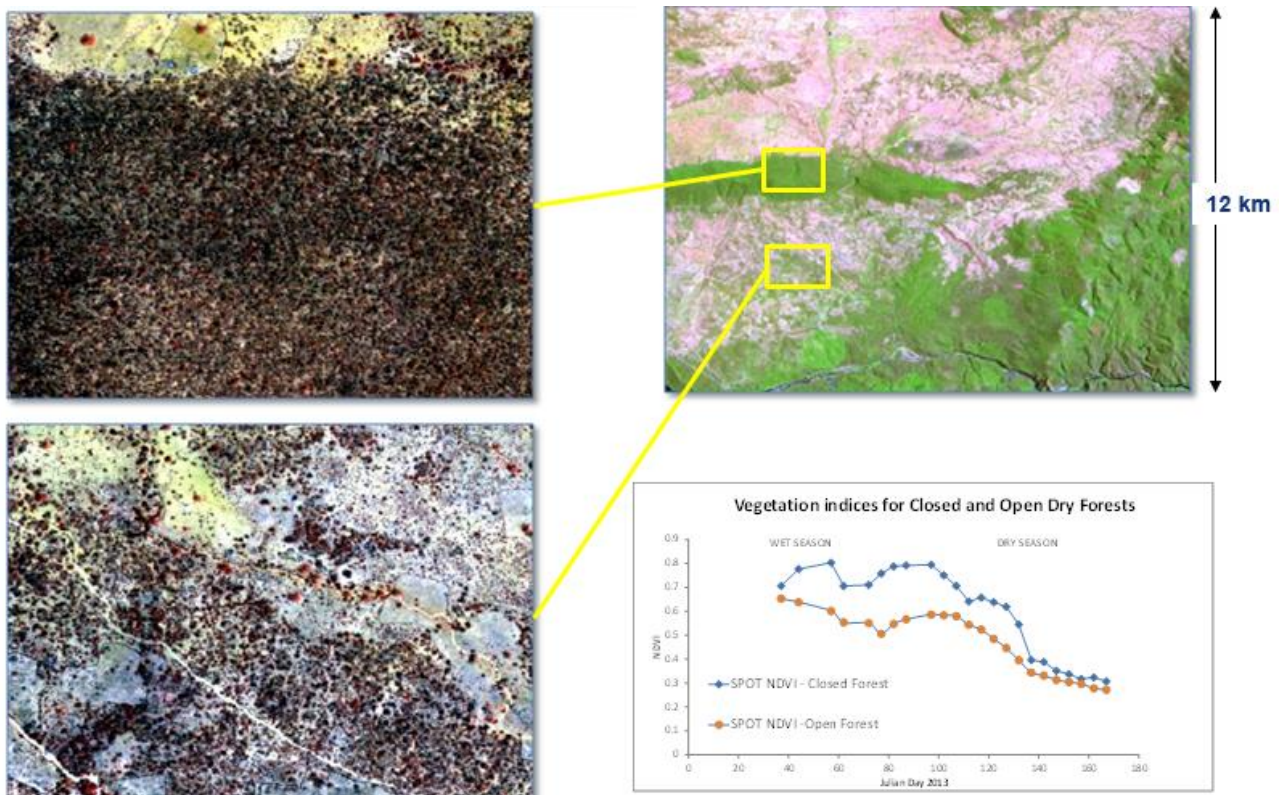 12 km
Vegetation indices for Closed and Open Dry Forests
WET SEASON
DRY SEASON
NDVI
0.9
0.8
0.7
0.6
0.5
0.4
0.3
0.2
0.1
0
SPOT NDVI - Closed Forest
SPOT NDVI -Open Forest
0
20
40
60
80
100
120
140
160
180
Julian Day 2013